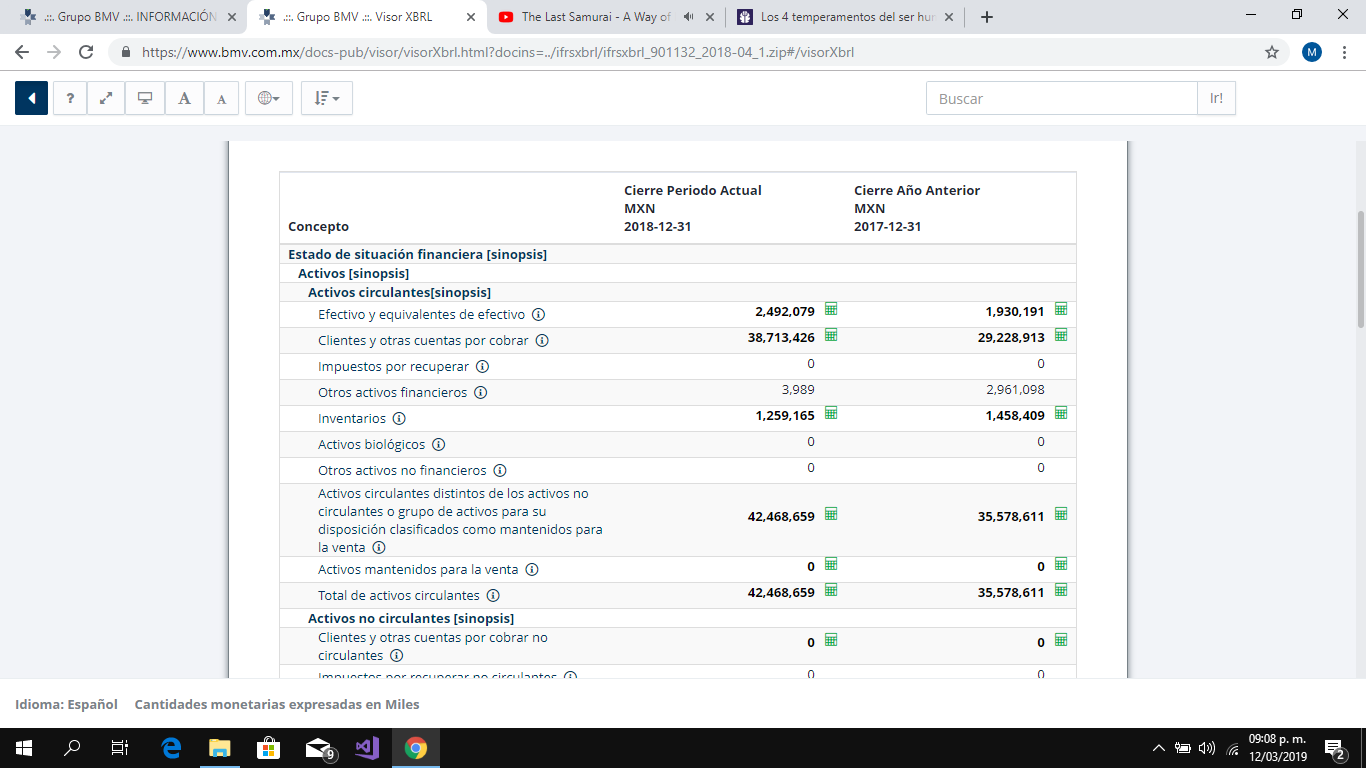 .::. Grupo BMV .::. INFORMACIÓN
.::. Grupo BMV .::. Visor XBRL
The Last Samurai - A Way of
Los 4 temperamentos del ser hu
https://www.bmv.com.mx/docs-pub/visor/visorXbrl.html?docins=../ifrsxbrl/ifrsxbrl_901132_2018-04_1.zip#/visorXbrl
M
? A A
Buscar
Ir!
Concepto
Cierre Periodo Actual
MXN
2018-12-31
Cierre Año Anterior
MXN
2017-12-31
Estado de situación financiera [sinopsis]
Activos [sinopsis]
Activos circulantes[sinopsis]
Efectivo y equivalentes de efectivo 2,492,079 1,930,191
Clientes y otras cuentas por cobrar 38,713,426 29,228,913
Impuestos por recuperar 0 0
Otros activos financieros 3,989 2,961,098
Inventarios 1,259,165 1,458,409
Activos biológicos 0 0
Otros activos no financieros 0 0
Activos circulantes distintos de los activos no
circulantes o grupo de activos para su
disposición clasificados como mantenidos para
la venta 42,468,659 35,578,611
Activos mantenidos para la venta 0 0
Total de activos circulantes 42,468,659 35,578,611
Activos no circulantes [sinopsis]
Clientes y otras cuentas por cobrar no
circulantes 0 0
Impuestos por recuperar no circulantes 0 0
Idioma: Español Cantidades monetarias expresadas en Miles
9
09:08 p. m.
12/03/2019
2